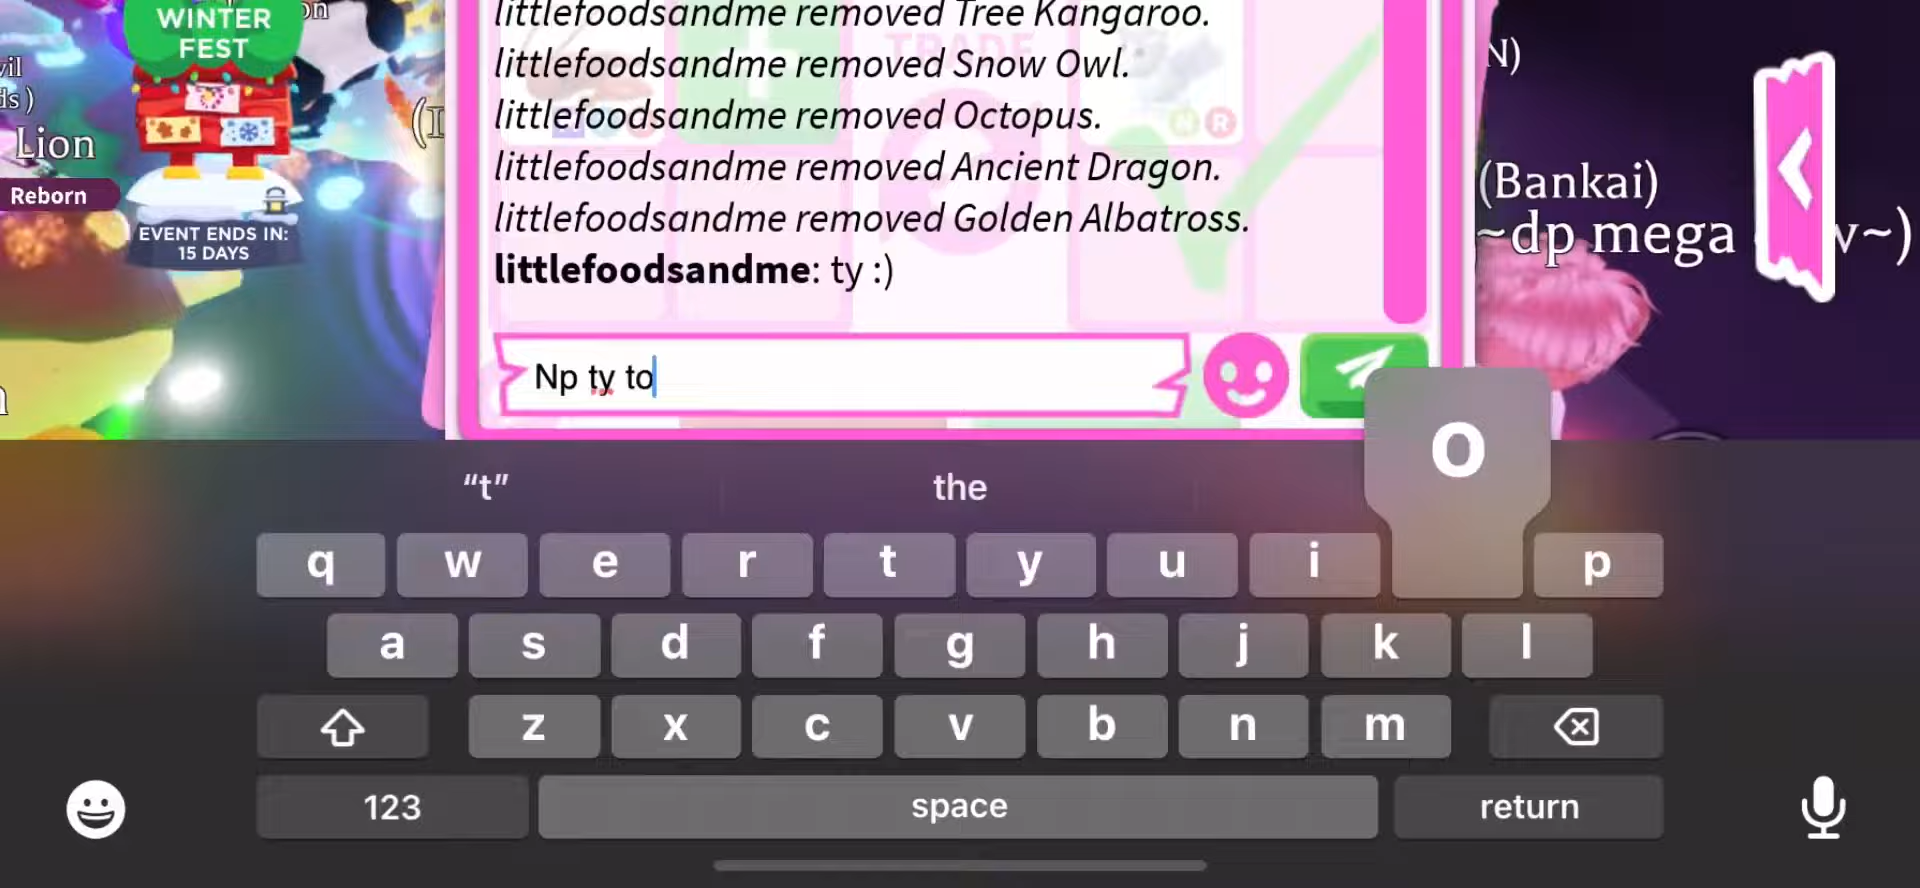 WINTER
FEST
Lion
Reborn
EVENT ENDS IN:
15 DAYS
TRADE
littlefoodsandme removed Tree Kangaroo.
littlefoodsandme removed Snow Owl.
littlefoodsandme removed Octopus.
littlefoodsandme removed Ancient Dragon.
littlefoodsandme removed Golden Albatross.
littlefoodsandme: ty :)
N R
N)
(Bankai)
~dp mega
v~)
Np ty to
O
“t”
the
q w e r t y u i p
a s d f g h j k l
z x c v b n m
123
space
return